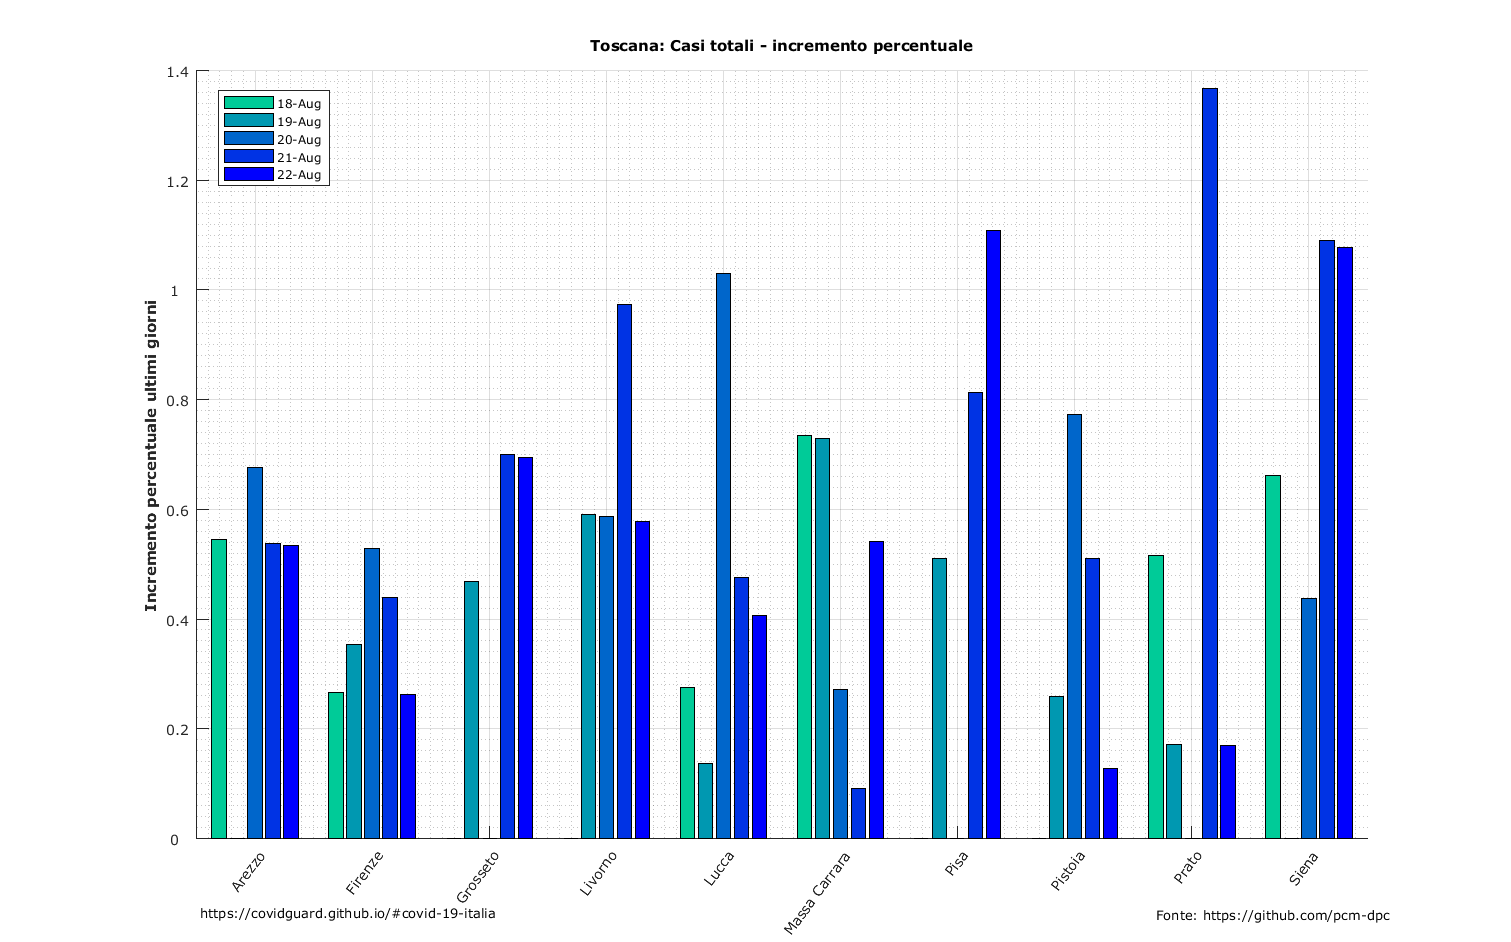 Toscana: Casi totali - incremento percentuale
Incremento percentuale ultimi giorni
1.4
1.2
1
0.8
0.6
0.4
0.2
0
18-Aug
19-Aug
20-Aug
21-Aug
22-Aug
Arezzo
Firenze
Grosseto
Livorno
Lucca
Massa Carrara
Pisa
Pistoia
Prato
Siena
https://covidguard.github.io/#covid-19-italia
Fonte: https://github.com/pcm-dpc